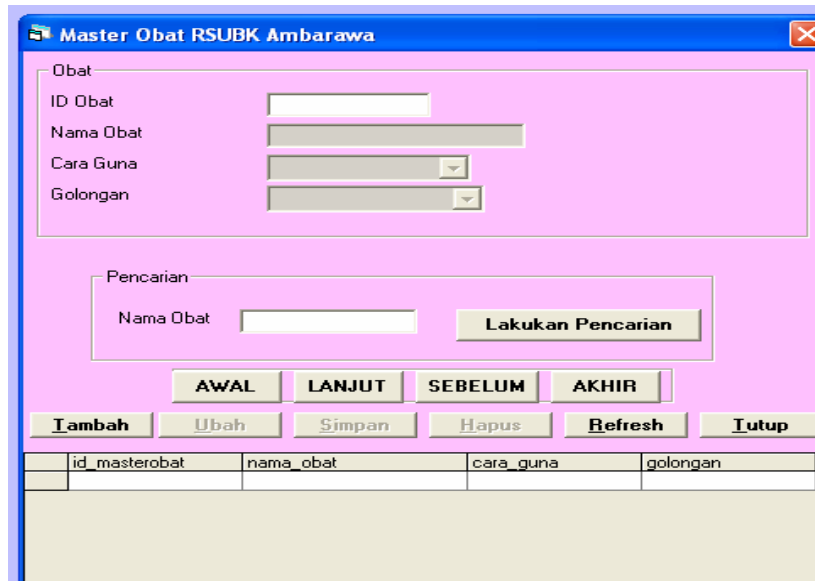 Master Obat RSUBK Ambarawa
Obat
ID Obat
Nama Obat
Cara Guna
Golongan
Pencarian
Nama Obat Lakukan Pencarian
AWAL LANJUT SEBELUM AKHIR
Tambah Ubah Simpan Hapus Refresh Tutup
id_masterobat nama_obat cara_guna golongan